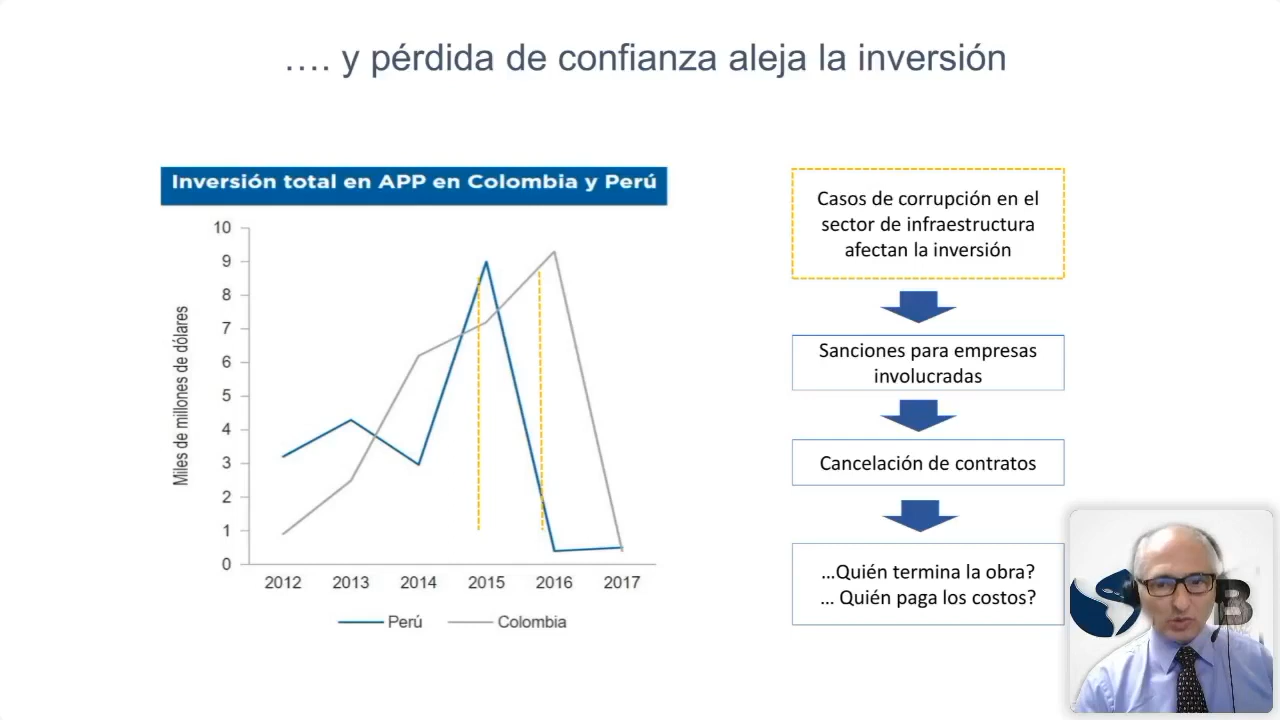 …. y pérdida de confianza aleja la inversión
Inversión total en APP en Colombia y Perú
Miles de millones de dólares
10
9
8
7
6
5
4
3
2
1
0
2012 2013 2014 2015 2016 2017
Perú Colombia
Casos de corrupción en el
sector de infraestructura
afectan la inversión
Sanciones para empresas
involucradas
Cancelación de contratos
…Quién termina la obra?
… Quién paga los costos?
B